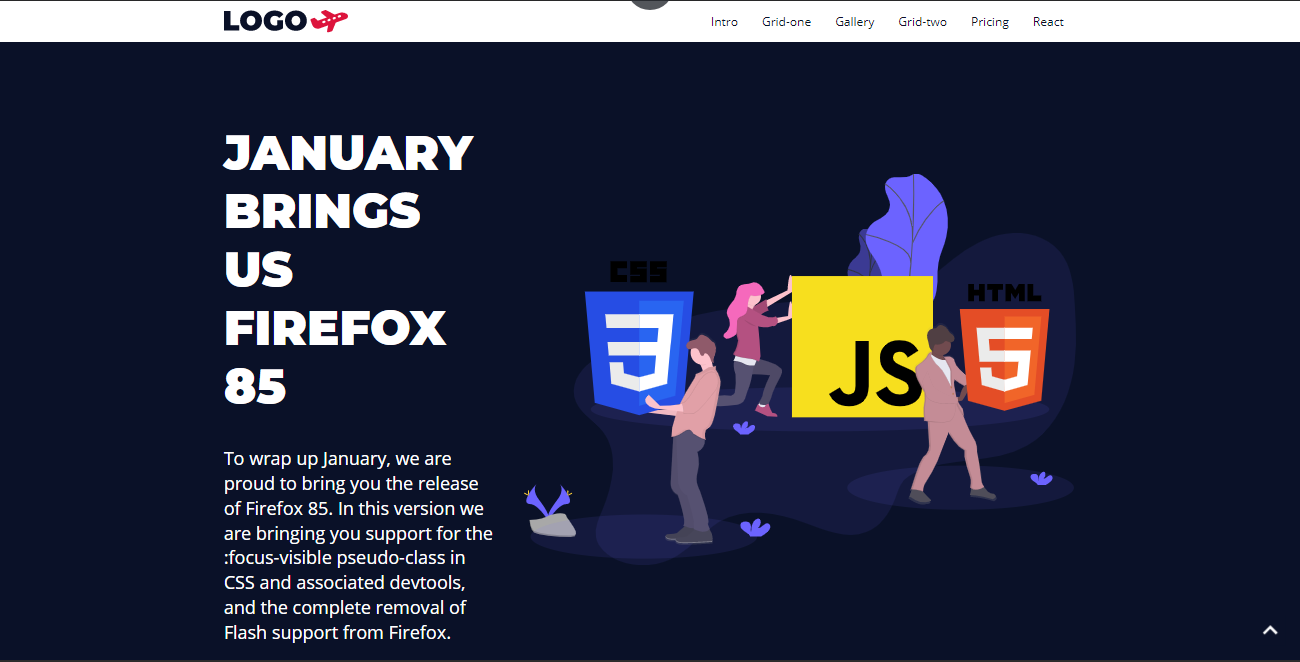 LOGO
Intro Grid-one Gallery Grid-two Pricing React
JANUARY
BRINGS
US
FIREFOX
85
To wrap up January, we are
proud to bring you the release
of Firefox 85. In this version we
are bringing you support for the
:focus-visible pseudo-class in
CSS and associated devtools,
and the complete removal of
Flash support from Firefox.
CSS
3
JS
HTML
5